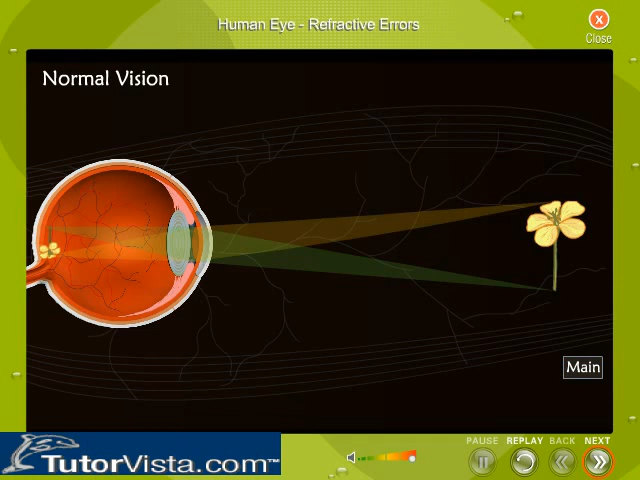 Human Eye - Refractive Errors
Close
Normal Vision
Main
PAUSE REPLAY BACK NEXT
TutorVista.com™